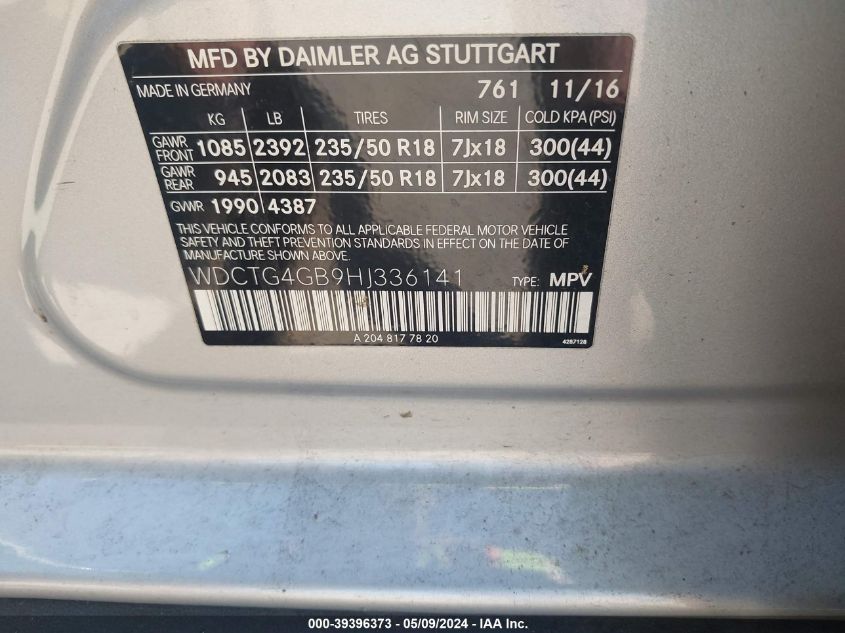 MFD BY DAIMLER AG STUTTGART
MADE IN GERMANY 761 11/16
KG LB TIRES RIM SIZE COLD KPA (PSI)
GAWR FRONT 1085 2392 235/50 R18 7Jx18 300(44)
GAWR REAR 945 2083 235/50 R18 7Jx18 300(44)
GVWR 1990 4387
THIS VEHICLE CONFORMS TO ALL APPLICABLE FEDERAL MOTOR VEHICLE
SAFETY AND THEFT PREVENTION STANDARDS IN EFFECT ON THE DATE OF
MANUFACTURE SHOWN ABOVE.
WDCTG4GB9HJ336141 TYPE: MPV
A 204 817 78 20 4287128
000-39396373 / 05/09/2024 - IAA Inc.